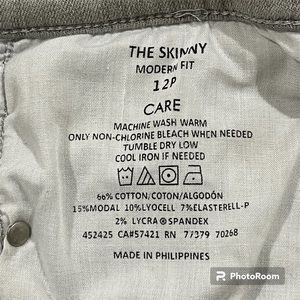 THE SKINNY
MODERN FIT
12P
CARE
MACHINE WASH WARM
ONLY NON-CHLORINE BLEACH WHEN NEEDED
TUMBLE DRY LOW
COOL IRON IF NEEDED
66% COTTON/COTON/ALGODÓN
15%MODAL 10%LYOCELL 7%ELASTERELL-P
2% LYCRA® SPANDEX
452425 CA#57421 RN 77379 70268
MADE IN PHILIPPINES
PhotoRoom